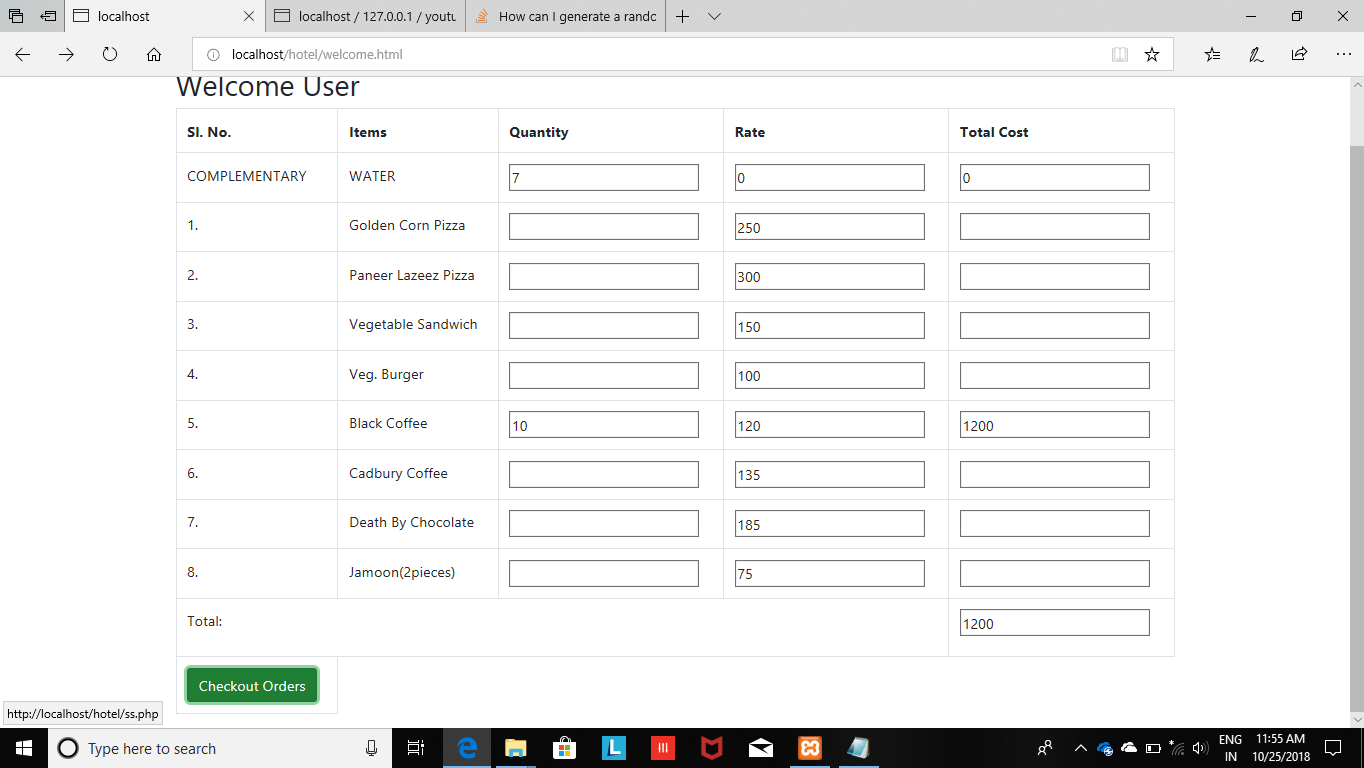 localhost
localhost / 127.0.0.1 / youtu
How can I generate a randc
localhost/hotel/welcome.html
Welcome User
Sl. No. Items Quantity Rate Total Cost
COMPLEMENTARY WATER 7 0 0
1. Golden Corn Pizza 250
2. Paneer Lazeez Pizza 300
3. Vegetable Sandwich 150
4. Veg. Burger 100
5. Black Coffee 10 120 1200
6. Cadbury Coffee 135
7. Death By Chocolate 185
8. Jamoon(2pieces) 75
Total: 1200
Checkout Orders
http://localhost/hotel/ss.php
Type here to search
L
ENG
IN
11:55 AM
10/25/2018